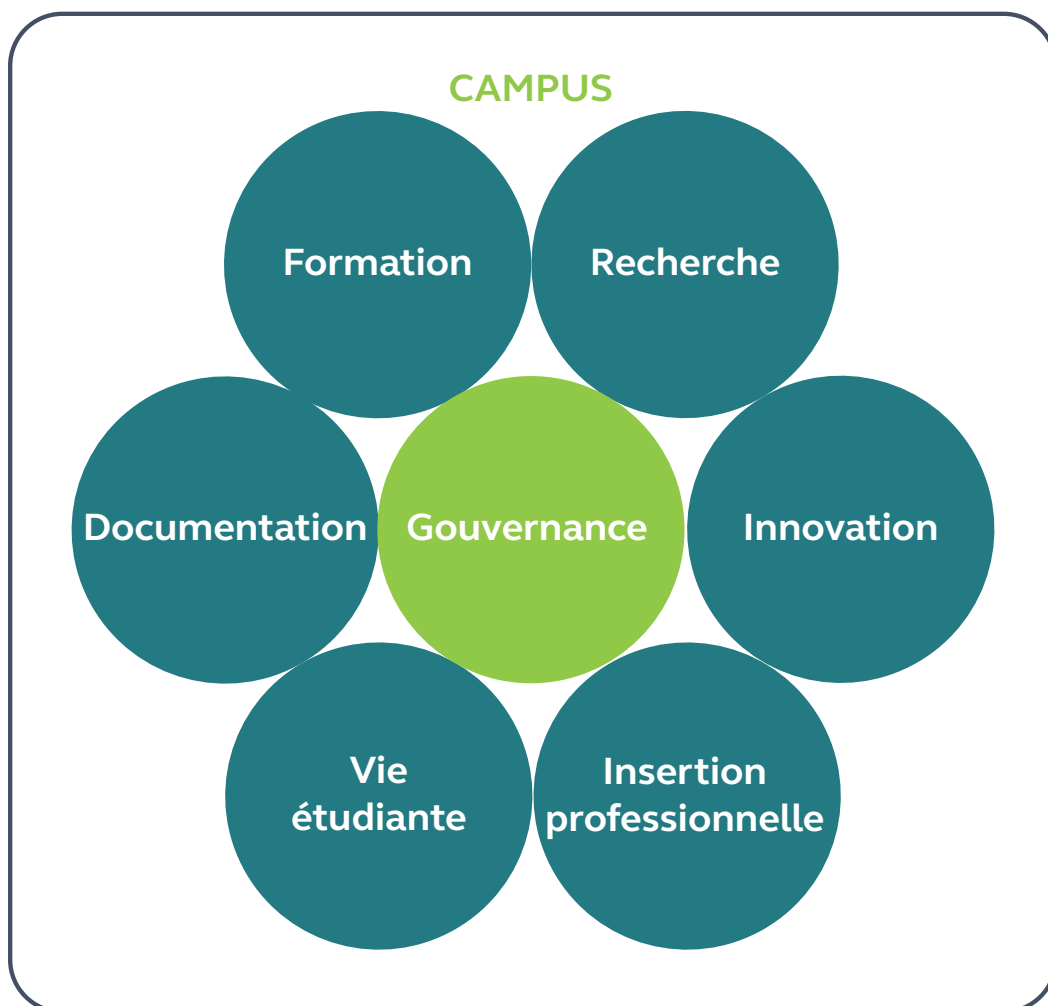 CAMPUS
Formation
Recherche
Documentation
Gouvernance
Innovation
Vie
étudiante
Insertion
professionnelle